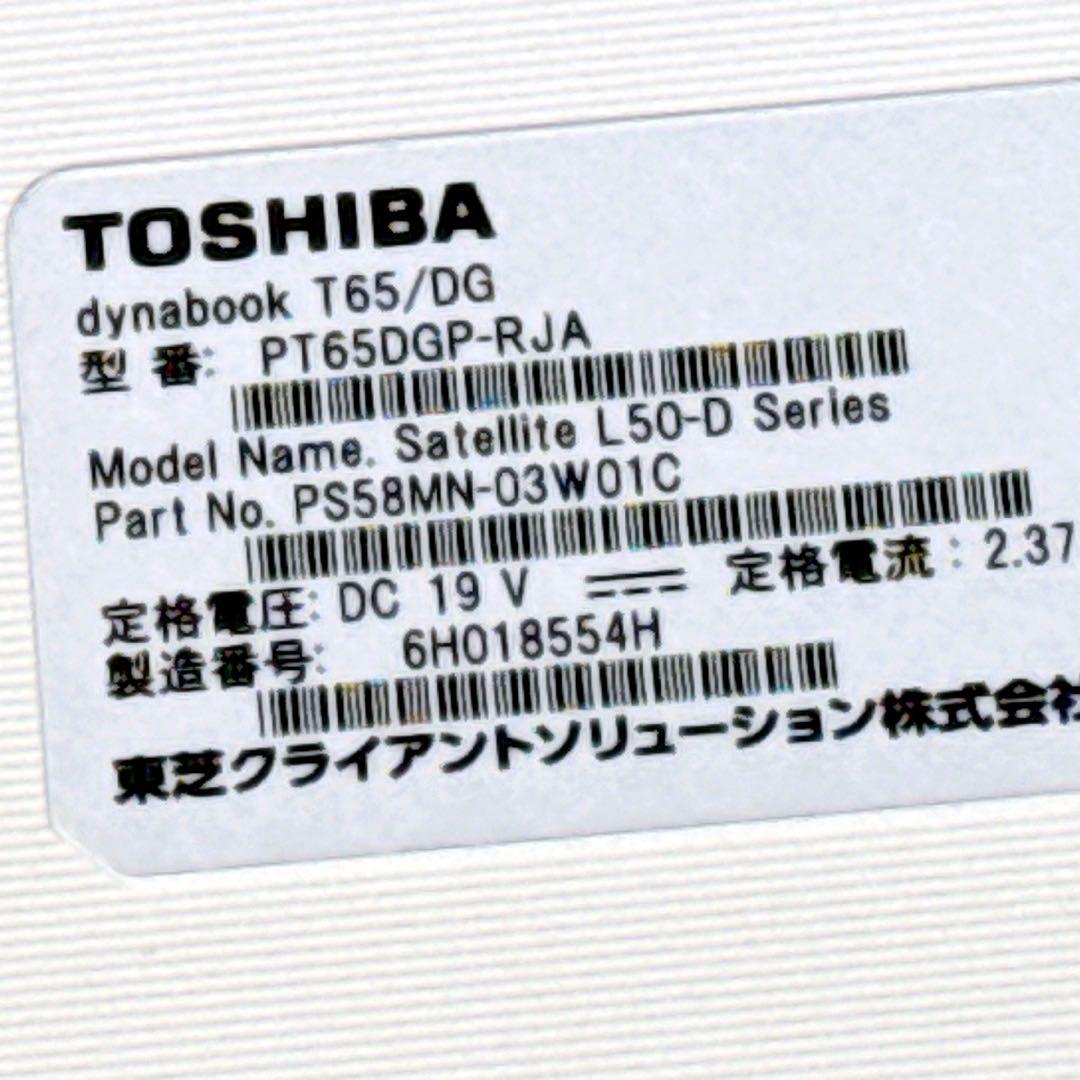 TOSHIBA
dynabook T65/DG
型 番: PT65DGP-RJA
Model Name. Satellite L50-D Series
Part No. PS58MN-03W01C
定格電圧: DC 19 V ⎓ 定格電流: 2.37
製造番号: 6H018554H
東芝クライアントソリューション株式会社